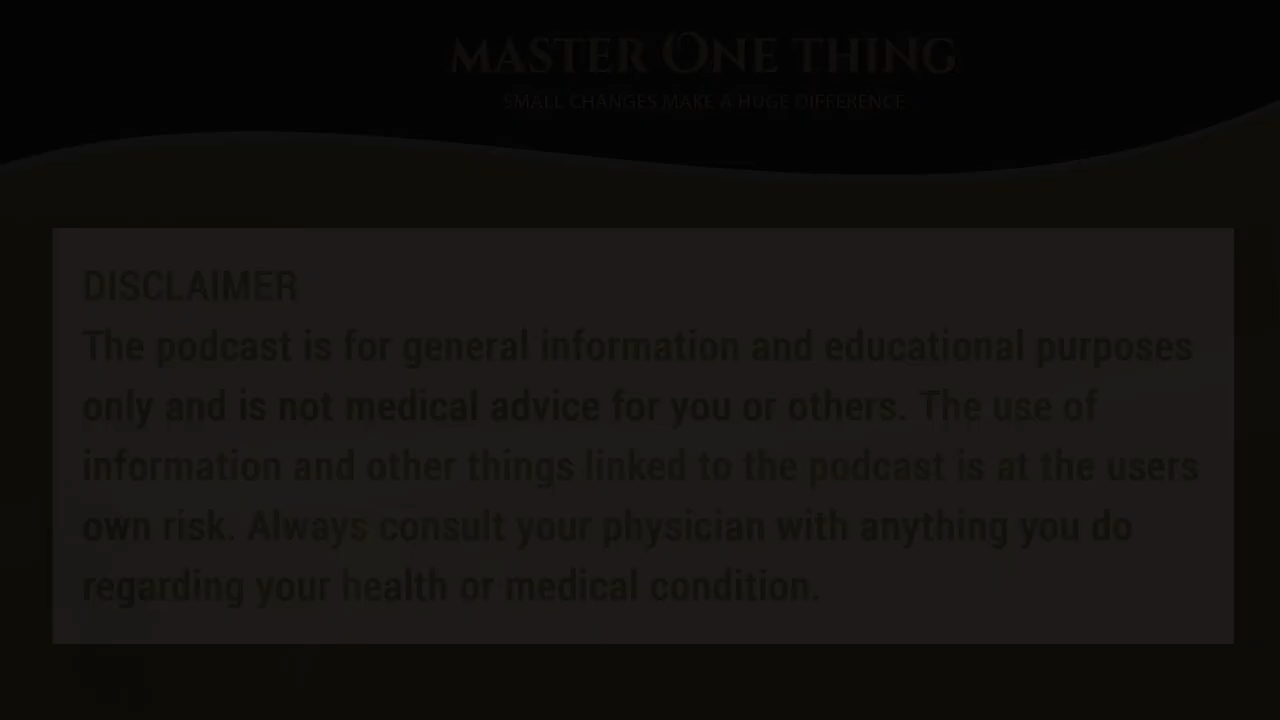 MASTER ONE THING
SMALL CHANGES MAKE A HUGE DIFFERENCE
DISCLAIMER
The podcast is for general information and educational purposes
only and is not medical advice for you or others. The use of
information and other things linked to the podcast is at the users
own risk. Always consult your physician with anything you do
regarding your health or medical condition.